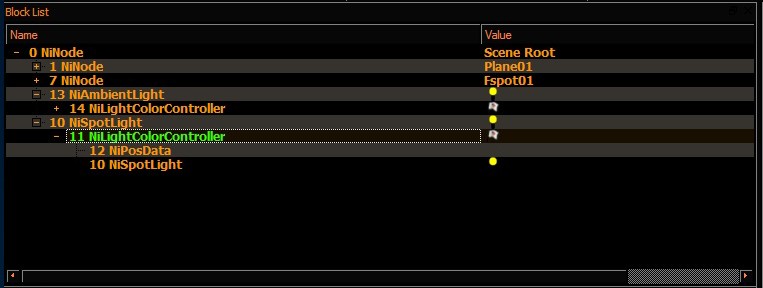 Block List
Name Value
0 NiNode Scene Root
1 NiNode Plane01
7 NiNode Fspot01
13 NiAmbientLight
14 NiLightColorController
10 NiSpotLight
11 NiLightColorController
12 NiPosData
10 NiSpotLight